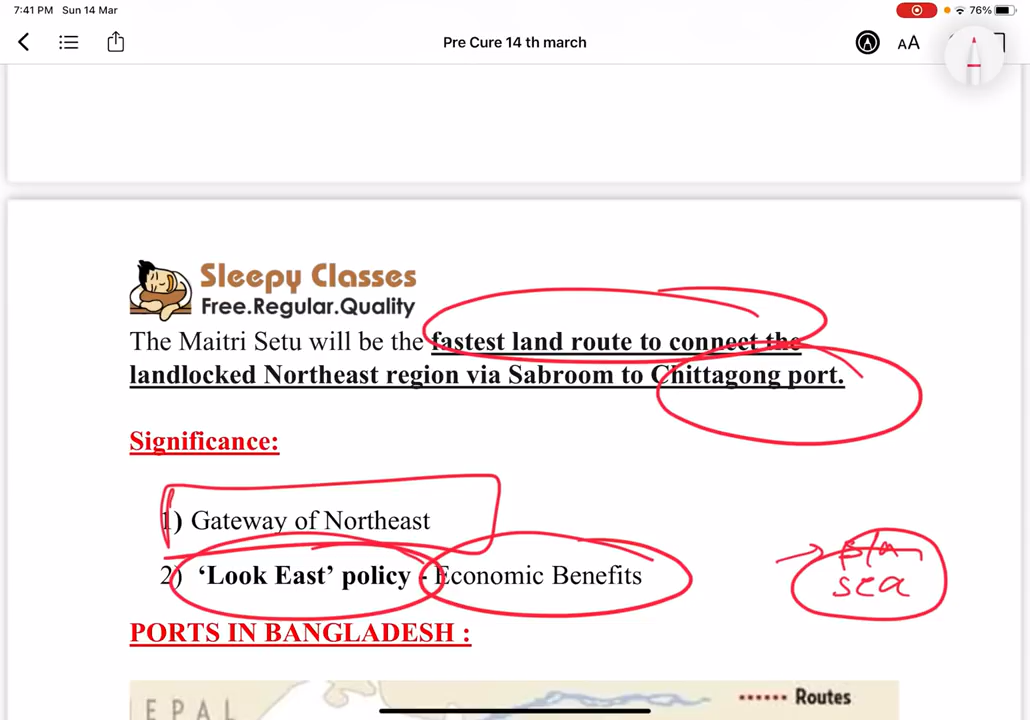 7:41 PM Sun 14 Mar 76%
Pre Cure 14 th march
AA
Sleepy Classes
Free.Regular.Quality
The Maitri Setu will be the fastest land route to connect the
landlocked Northeast region via Sabroom to Chittagong port.
Significance:
1) Gateway of Northeast
2) ‘Look East’ policy - Economic Benefits
sea
PORTS IN BANGLADESH :
Routes
E P A L